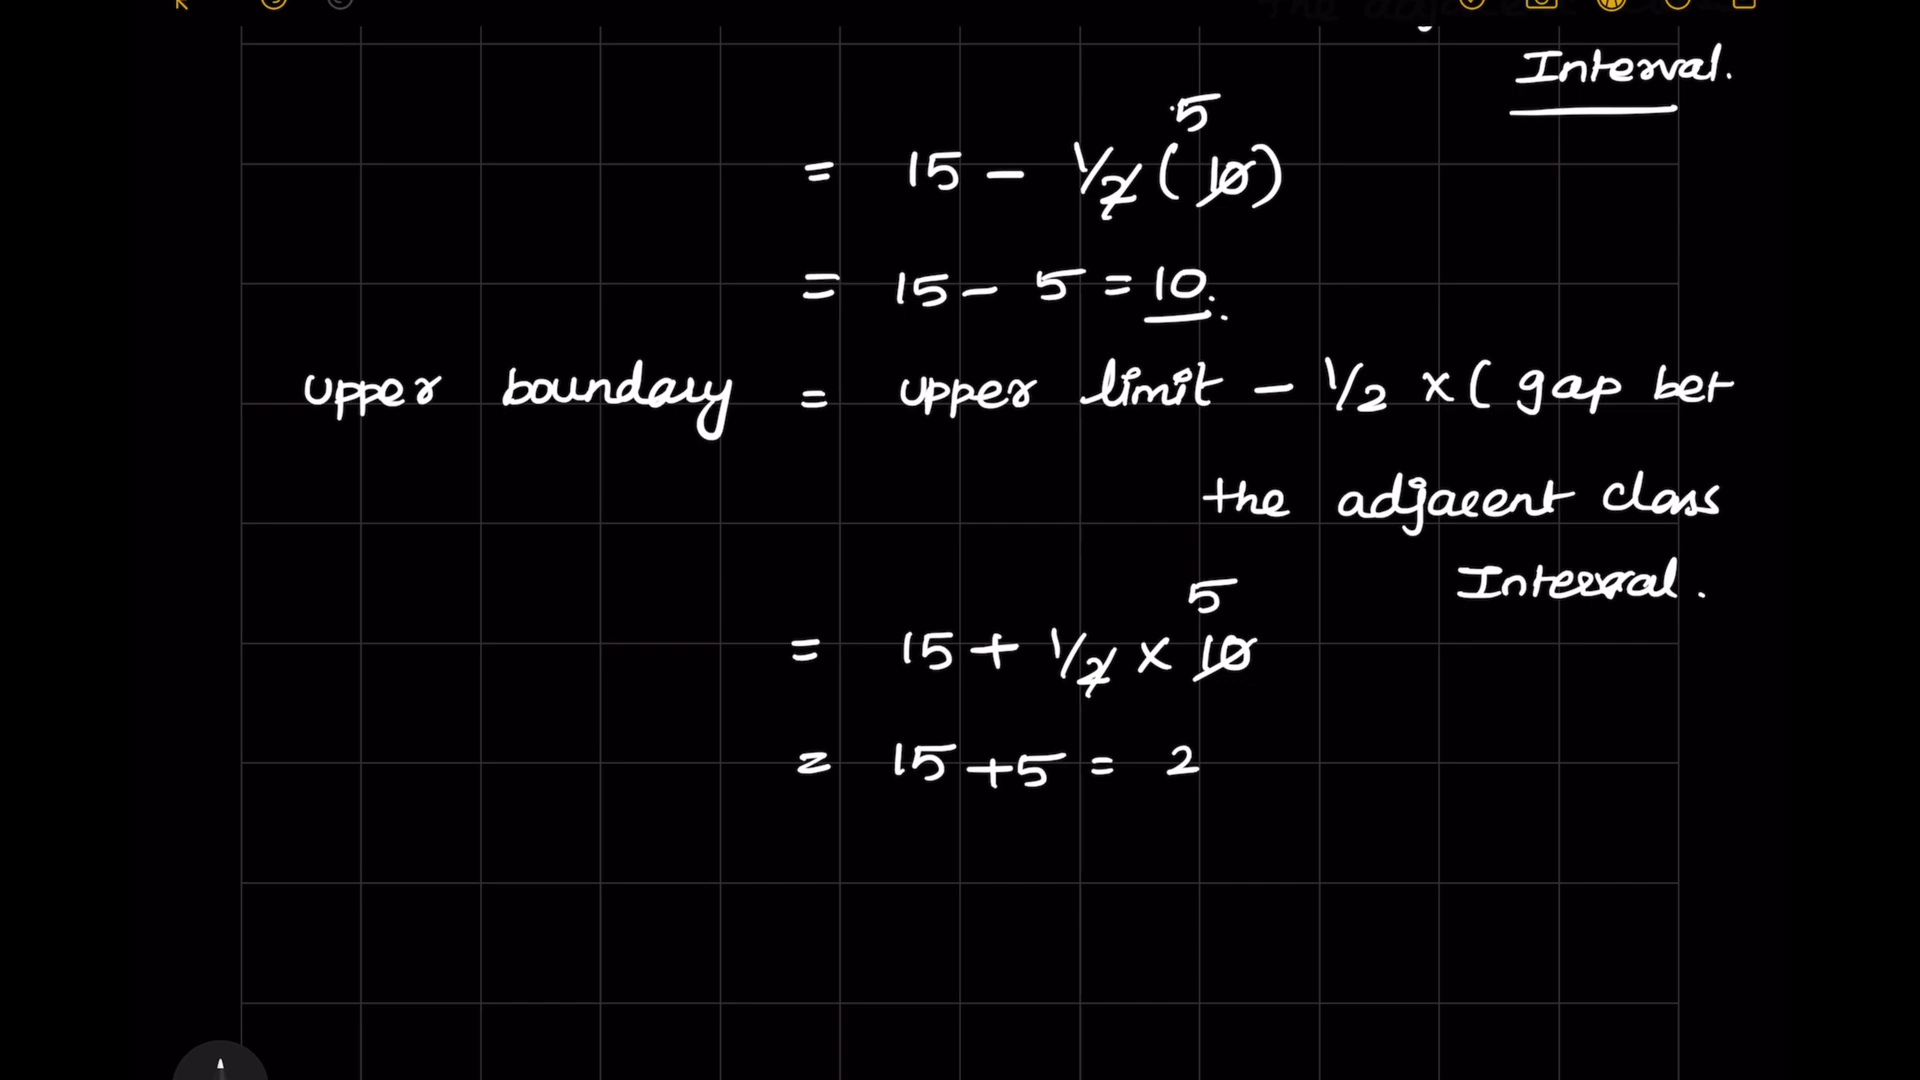 Interval.
5
= 15 - 1/2 ( 10 )
= 15 - 5 = 10.
upper boundary = upper limit - 1/2 x ( gap bet
the adjacent class
Interval.
5
= 15 + 1/2 x 10
= 15 + 5 = 2